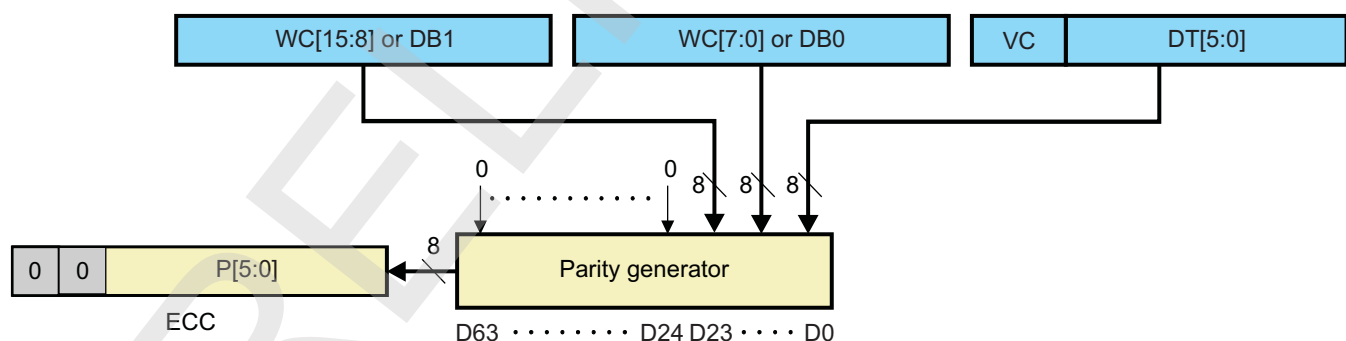 WC[15:8] or DB1 WC[7:0] or DB0 VC DT[5:0]
0 0 8 8 8
0 0 P[5:0] 8 Parity generator
ECC
D63 · · · · · · · · D24 D23 · · · · D0